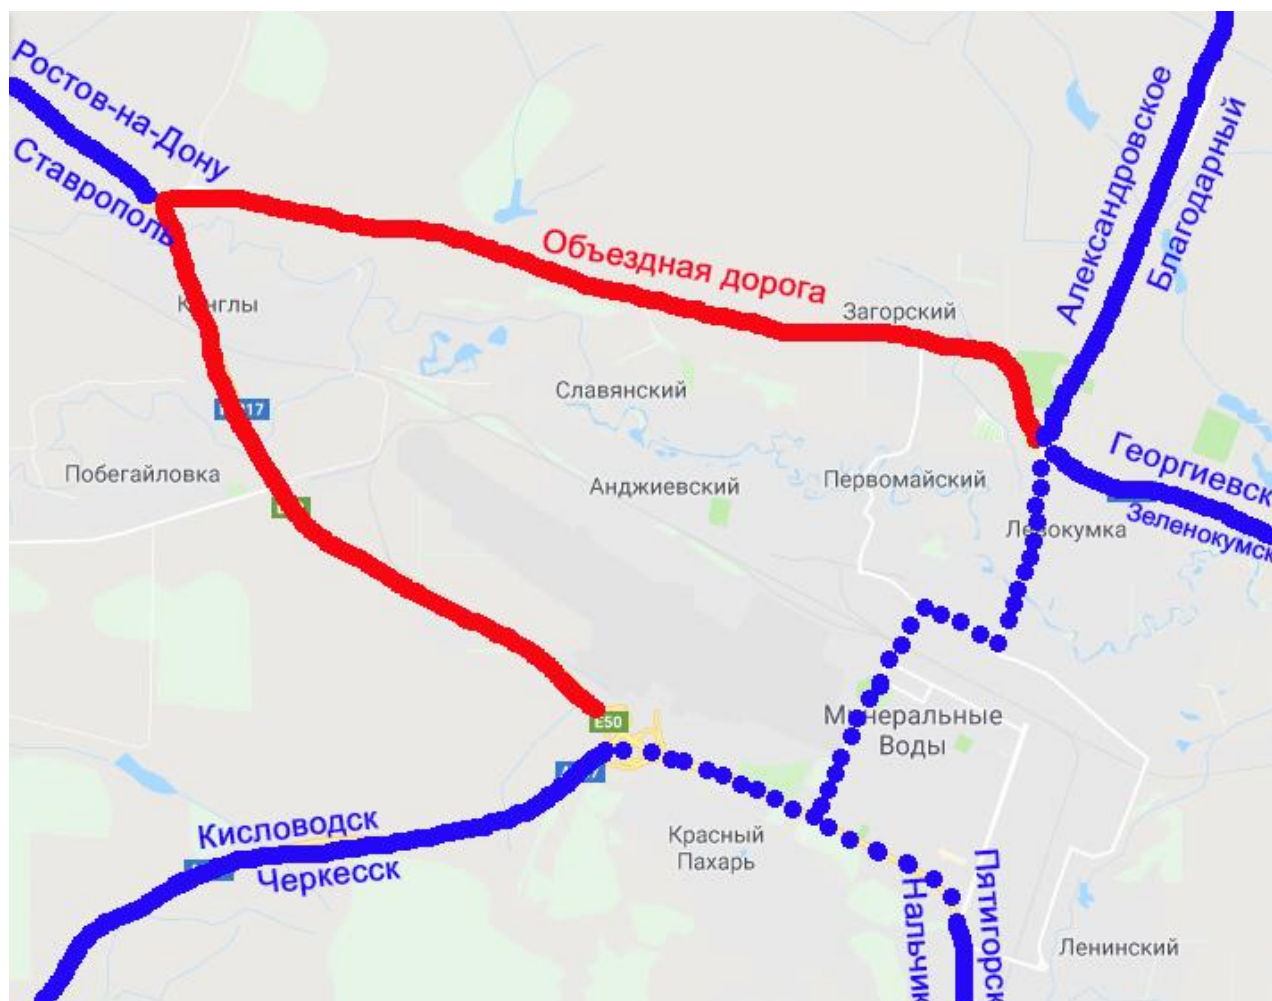 Ростов-на-Дону
Ставрополь
Александровское
Благодарный
Объездная дорога
Загорский
Славянский
Георгиевск
Побегайловка
Анджиевский
Первомайский
Зеленокумск
E50
Минеральные
Воды
Кисловодск
Черкесск
Красный
Пахарь
Нальчик
Пятигорск
Ленинский